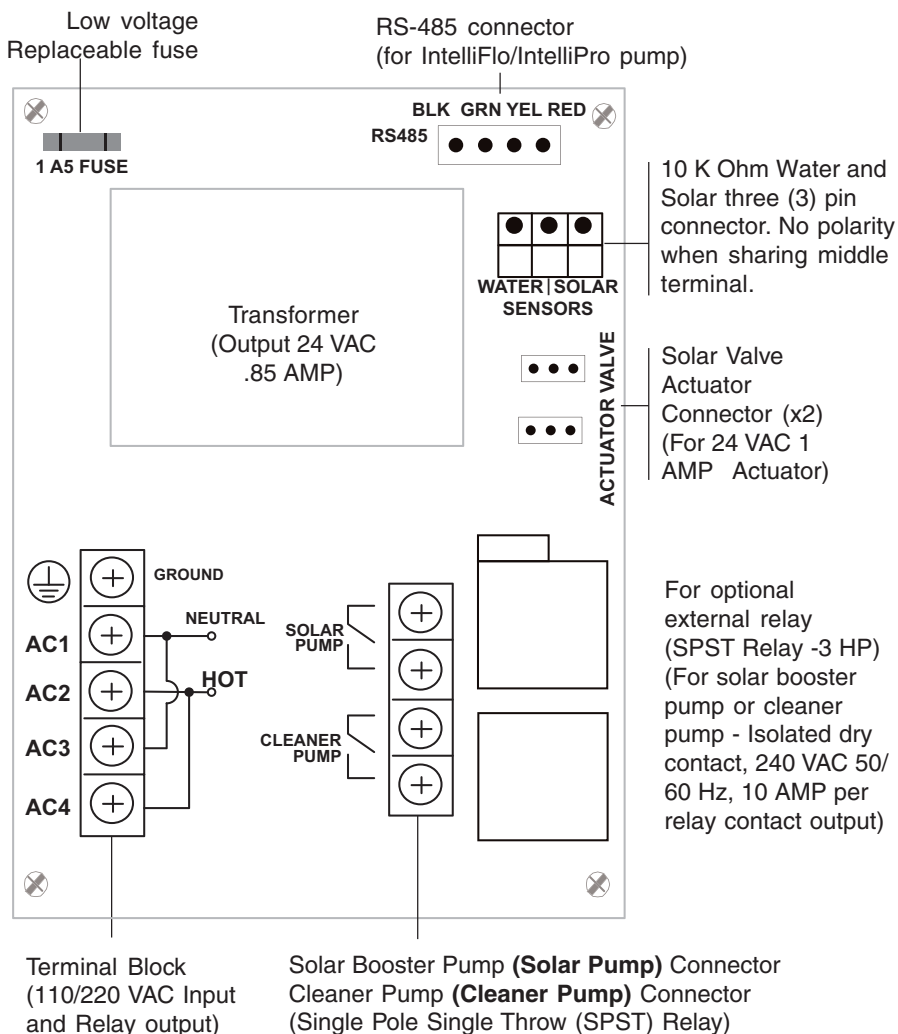 Low voltage
Replaceable fuse
RS-485 connector
(for IntelliFlo/IntelliPro pump)
BLK GRN YEL RED
RS485
1 A5 FUSE
10 K Ohm Water and
Solar three (3) pin
connector. No polarity
when sharing middle
terminal.
WATER | SOLAR
SENSORS
Transformer
(Output 24 VAC
.85 AMP)
ACTUATOR VALVE
Solar Valve
Actuator
Connector (x2)
(For 24 VAC 1
AMP Actuator)
GROUND
NEUTRAL
AC1
HOT
AC2
AC3
AC4
SOLAR
PUMP
CLEANER
PUMP
For optional
external relay
(SPST Relay -3 HP)
(For solar booster
pump or cleaner
pump - Isolated dry
contact, 240 VAC 50/
60 Hz, 10 AMP per
relay contact output)
Terminal Block
(110/220 VAC Input
and Relay output)
Solar Booster Pump (Solar Pump) Connector
Cleaner Pump (Cleaner Pump) Connector
(Single Pole Single Throw (SPST) Relay)